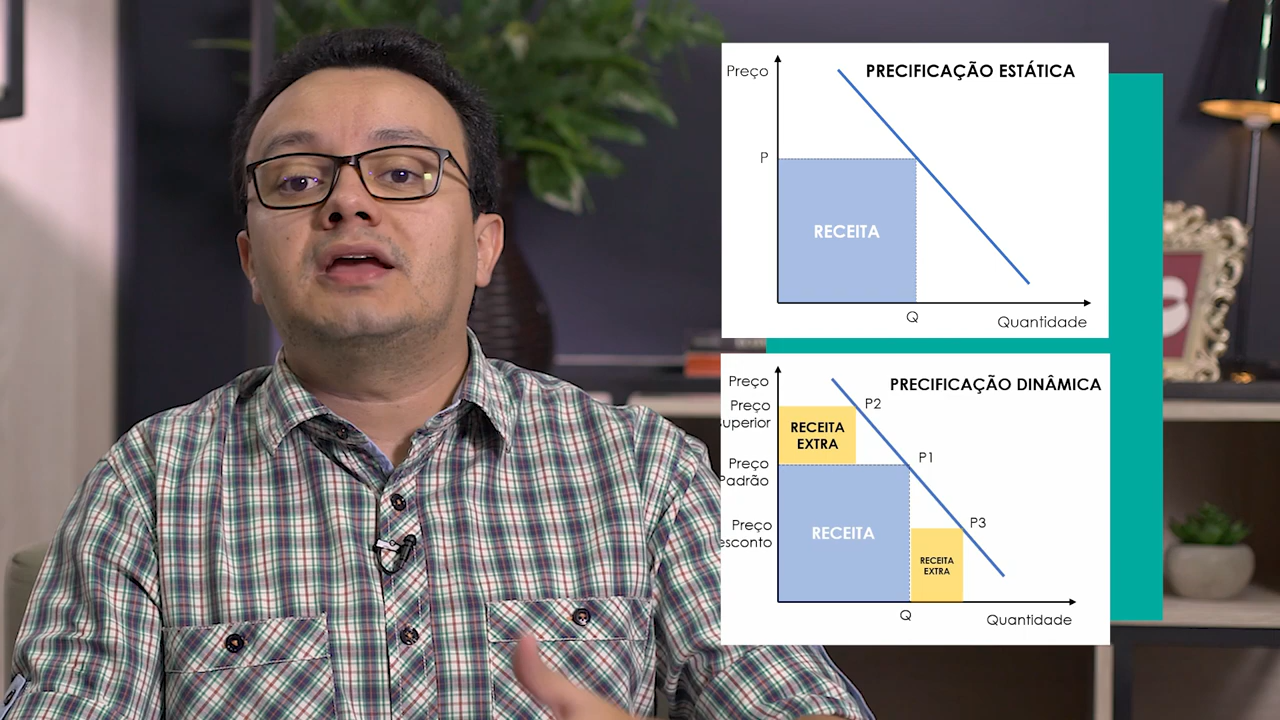 PRECIFICAÇÃO ESTÁTICA
Preço
P
RECEITA
Q
Quantidade
PRECIFICAÇÃO DINÂMICA
Preço
Preço
uperior
P2
RECEITA
EXTRA
P1
Preço
Padrão
P3
Preço
esconto
RECEITA
RECEITA
EXTRA
Q
Quantidade